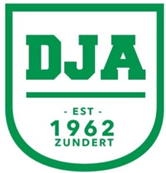 DJA
- EST -
1962
ZUNDERT